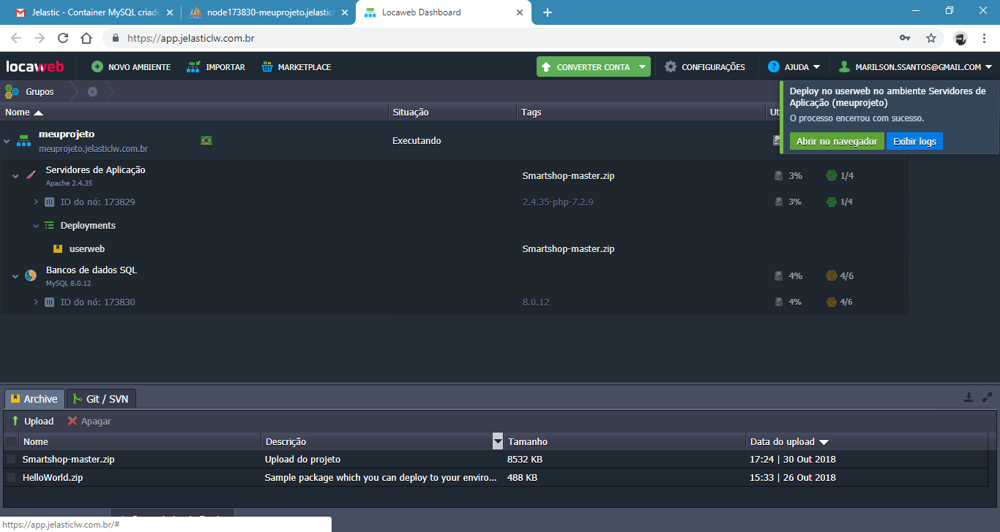 Jelastic - Container MySQL criado
node173830-meuprojeto.jelasticl
Locaweb Dashboard
https://app.jelasticlw.com.br
locaweb
NOVO AMBIENTE
IMPORTAR
MARKETPLACE
CONVERTER CONTA
CONFIGURAÇÕES
AJUDA
MARILSON.SSANTOS@GMAIL.COM
Grupos
Deploy no userweb no ambiente Servidores de
Aplicação (meuprojeto)
O processo encerrou com sucesso.
Abrir no navegador
Exibir logs
Nome
Situação
Tags
Ut
meuprojeto
meuprojeto.jelasticlw.com.br
Executando
Servidores de Aplicação
Apache 2.4.35
Smartshop-master.zip
3%
1/4
ID do nó: 173829
2.4.35-php-7.2.9
3%
1/4
Deployments
userweb
Smartshop-master.zip
Bancos de dados SQL
MySQL 8.0.12
4%
4/6
ID do nó: 173830
8.0.12
4%
4/6
Archive
Git / SVN
Upload
Apagar
Nome
Descrição
Tamanho
Data do upload
Smartshop-master.zip
Upload do projeto
8532 KB
17:24 | 30 Out 2018
HelloWorld.zip
Sample package which you can deploy to your enviro...
488 KB
15:33 | 26 Out 2018
https://app.jelasticlw.com.br/#